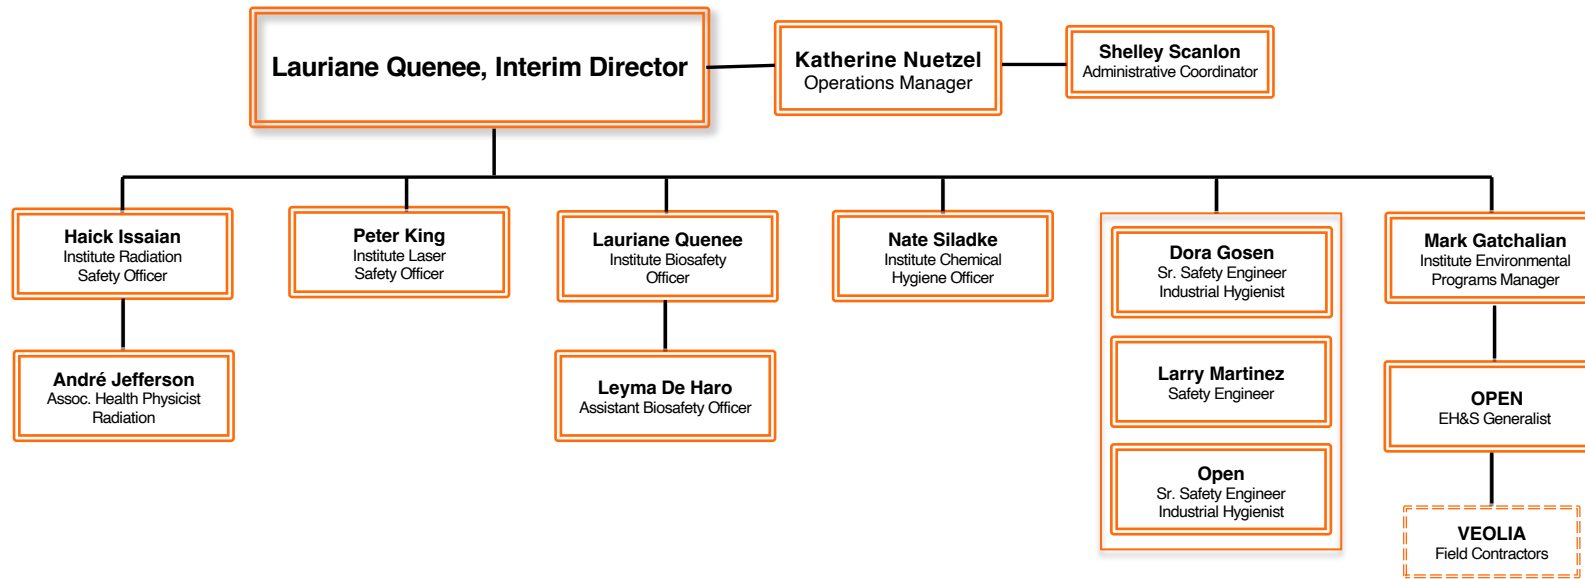 Lauriane Quenee, Interim Director
Katherine Nuetzel
Operations Manager
Shelley Scanlon
Administrative Coordinator
Haick Issaian
Institute Radiation
Safety Officer
Peter King
Institute Laser
Safety Officer
Lauriane Quenee
Institute Biosafety
Officer
Nate Siladke
Institute Chemical
Hygiene Officer
Dora Gosen
Sr. Safety Engineer
Industrial Hygienist
Mark Gatchalian
Institute Environmental
Programs Manager
André Jefferson
Assoc. Health Physicist
Radiation
Leyma De Haro
Assistant Biosafety Officer
Larry Martinez
Safety Engineer
OPEN
EH&S Generalist
Open
Sr. Safety Engineer
Industrial Hygienist
VEOLIA
Field Contractors